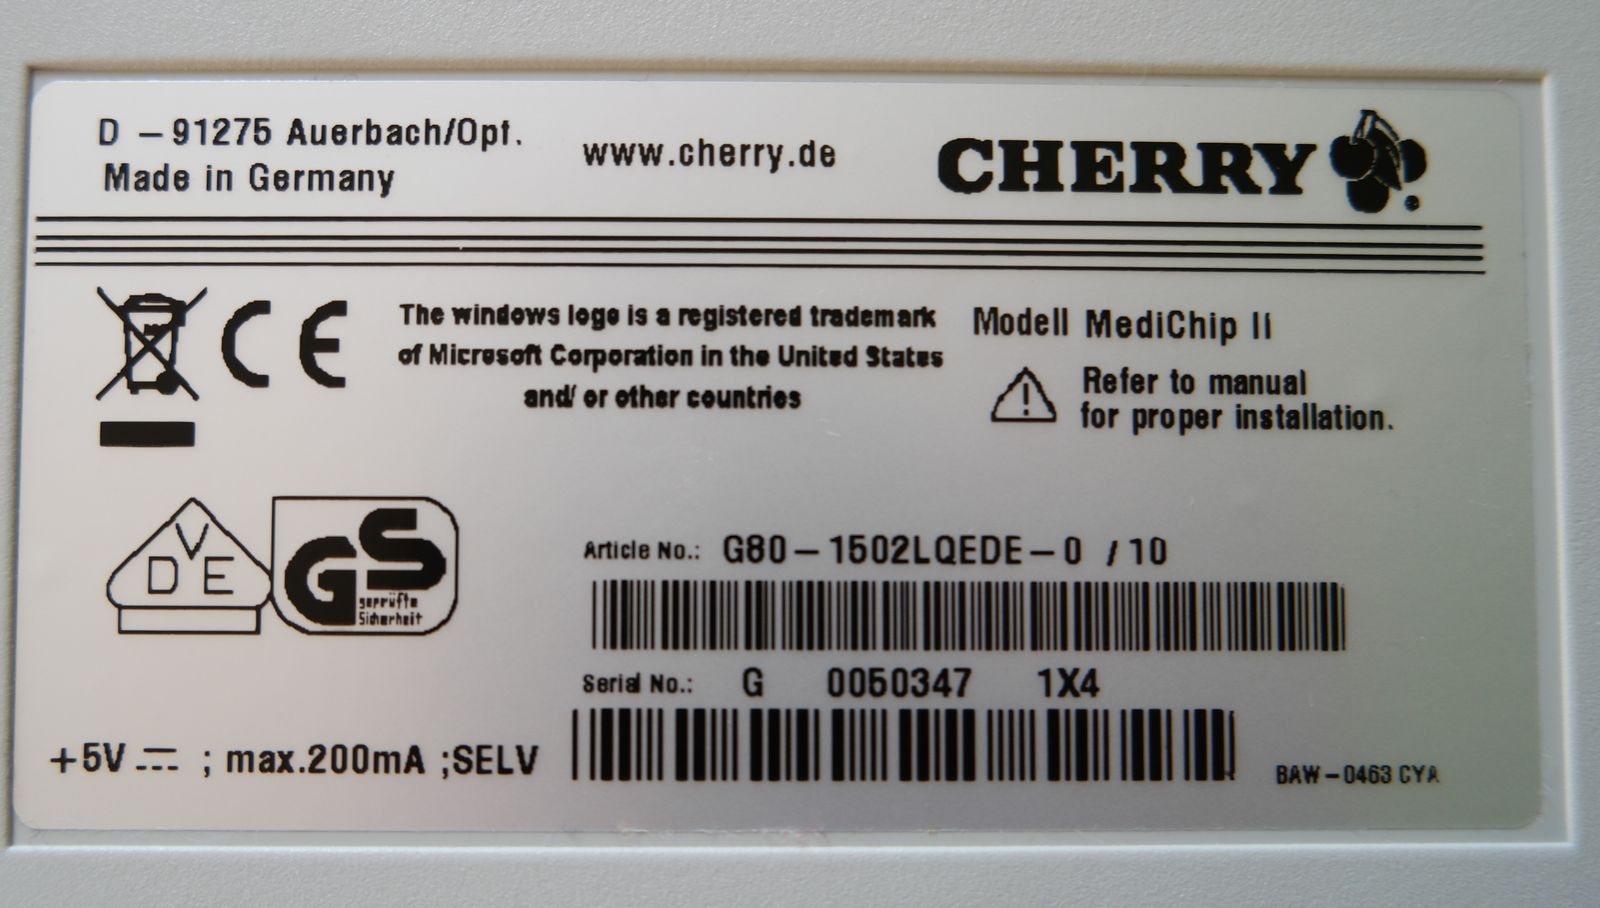 D – 91275 Auerbach/Opf.
Made in Germany
www.cherry.de
CHERRY
CE
The windows logo is a registered trademark
of Microsoft Corporation in the United States
and/ or other countries
Modell MediChip II
Refer to manual
for proper installation.
VDE
GS
geprüfte
Sicherheit
Article No.: G80–1502LQEDE–0 /10
Serial No.: G 0050347 1X4
+5V ; max.200mA ;SELV
BAW–0463 CYA